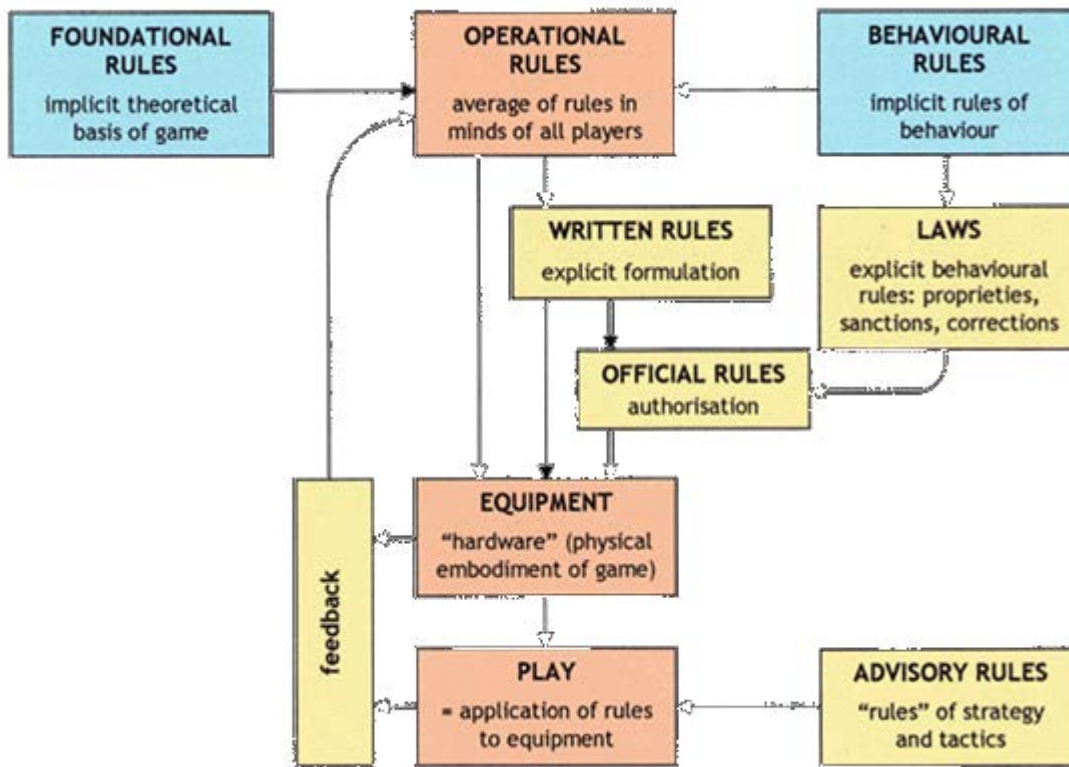 FOUNDATIONAL
RULES
implicit theoretical
basis of game
OPERATIONAL
RULES
average of rules in
minds of all players
BEHAVIOURAL
RULES
implicit rules of
behaviour
WRITTEN RULES
explicit formulation
LAWS
explicit behavioural
rules: proprieties,
sanctions, corrections
OFFICIAL RULES
authorisation
EQUIPMENT
“hardware” (physical
embodiment of game)
feedback
PLAY
= application of rules
to equipment
ADVISORY RULES
“rules” of strategy
and tactics